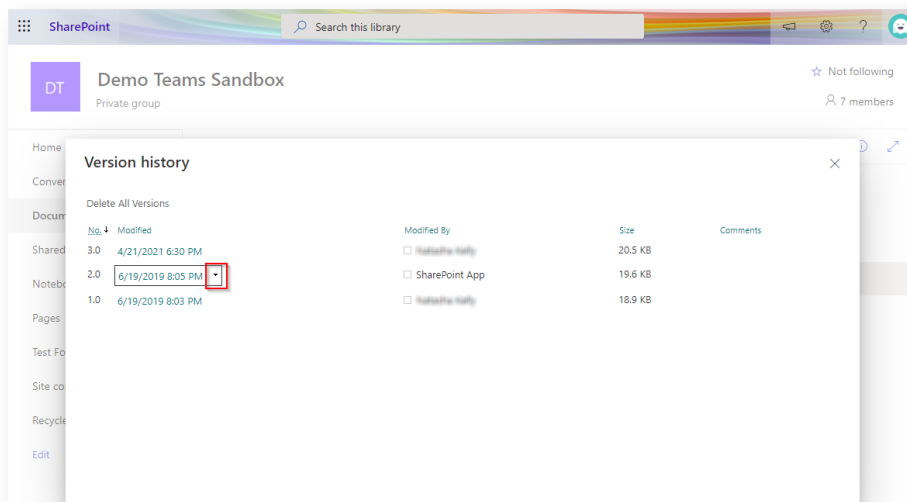 SharePoint
Search this library
?
DT
Demo Teams Sandbox
Private group
Not following
7 members
Home
Conver
Docum
Shared
Notebo
Pages
Test Fo
Site co
Recycle
Edit
Version history
Delete All Versions
No. Modified Modified By Size Comments
3.0 4/21/2021 6:30 PM 20.5 KB
2.0 6/19/2019 8:05 PM SharePoint App 19.6 KB
1.0 6/19/2019 8:03 PM 18.9 KB